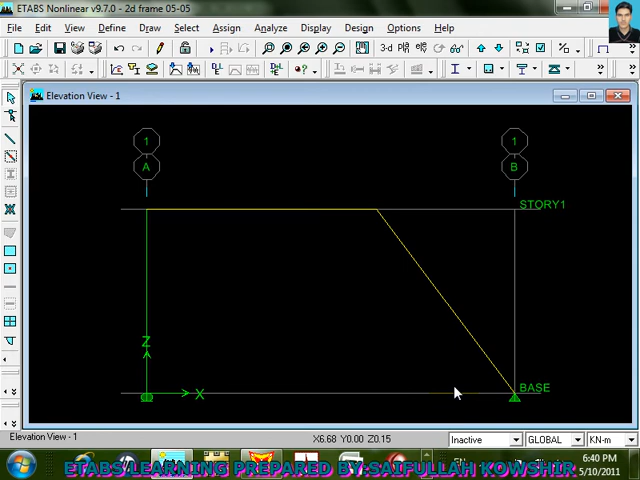 ETABS Nonlinear v9.7.0 - 2d frame 05-05
File Edit View Define Draw Select Assign Analyze Display Design Options Help
3-d
Elevation View - 1
1 1
A B
STORY1
Z
X
BASE
Elevation View - 1 X6.68 Y0.00 Z0.15 Inactive GLOBAL KN-m
EN 6:40 PM
ETABS LEARNING PREPARED BY:SAIFULLAH KOWSHIR
5/10/2011